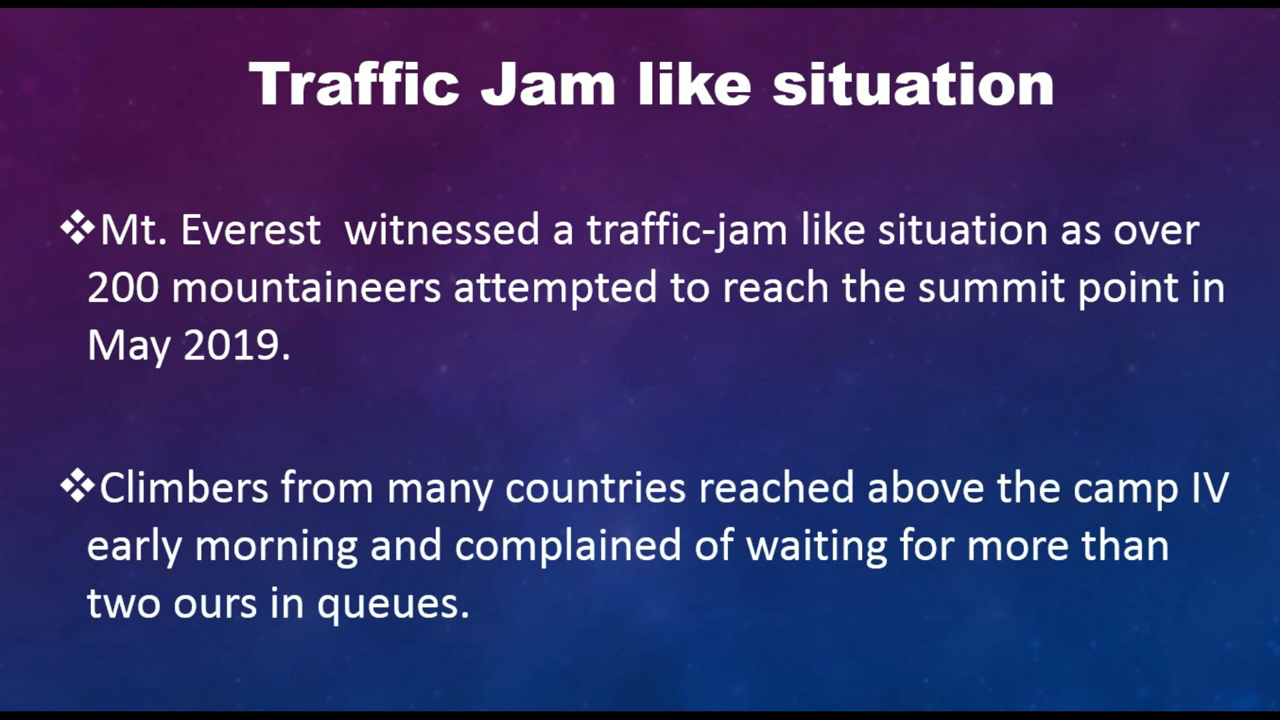 Traffic Jam like situation
❖Mt. Everest  witnessed a traffic-jam like situation as over
200 mountaineers attempted to reach the summit point in
May 2019.
❖Climbers from many countries reached above the camp IV
early morning and complained of waiting for more than
two ours in queues.